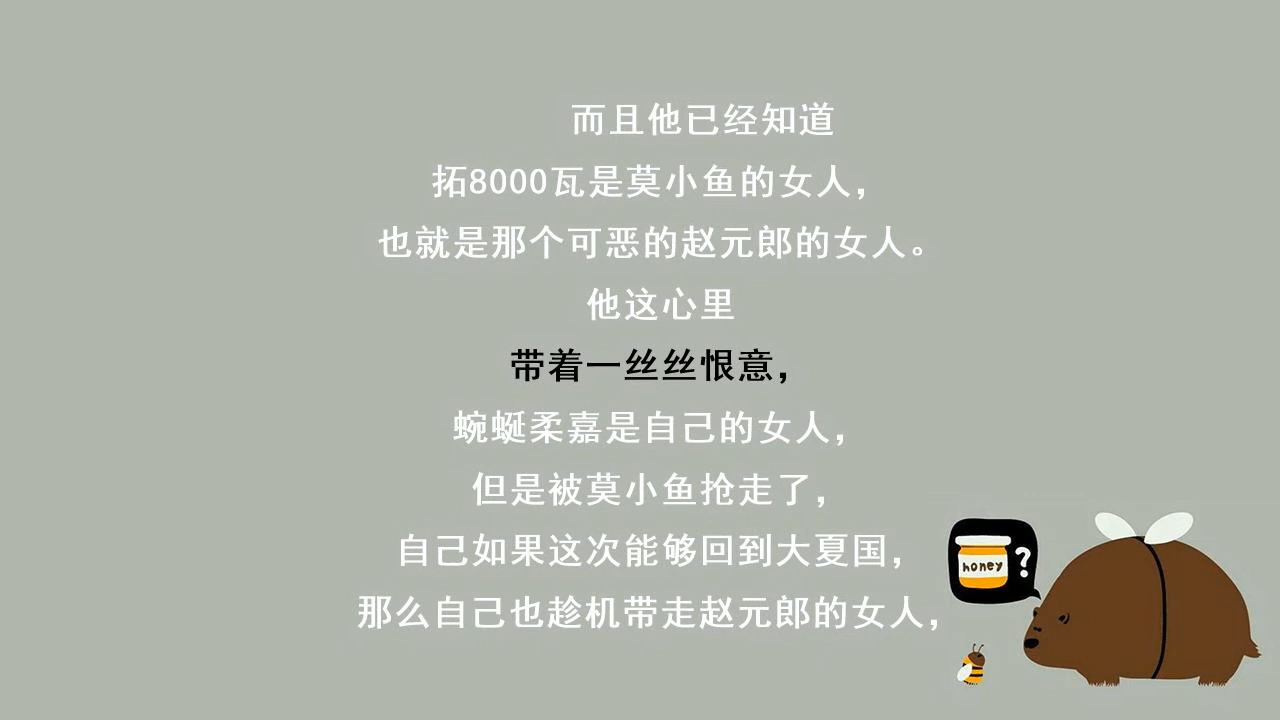 而且他已经知道
拓8000瓦是莫小鱼的女人，
也就是那个可恶的赵元郎的女人。
他这心里
带着一丝丝恨意，
蜿蜒柔嘉是自己的女人，
但是被莫小鱼抢走了，
自己如果这次能够回到大夏国，
那么自己也趁机带走赵元郎的女人，
honey
?